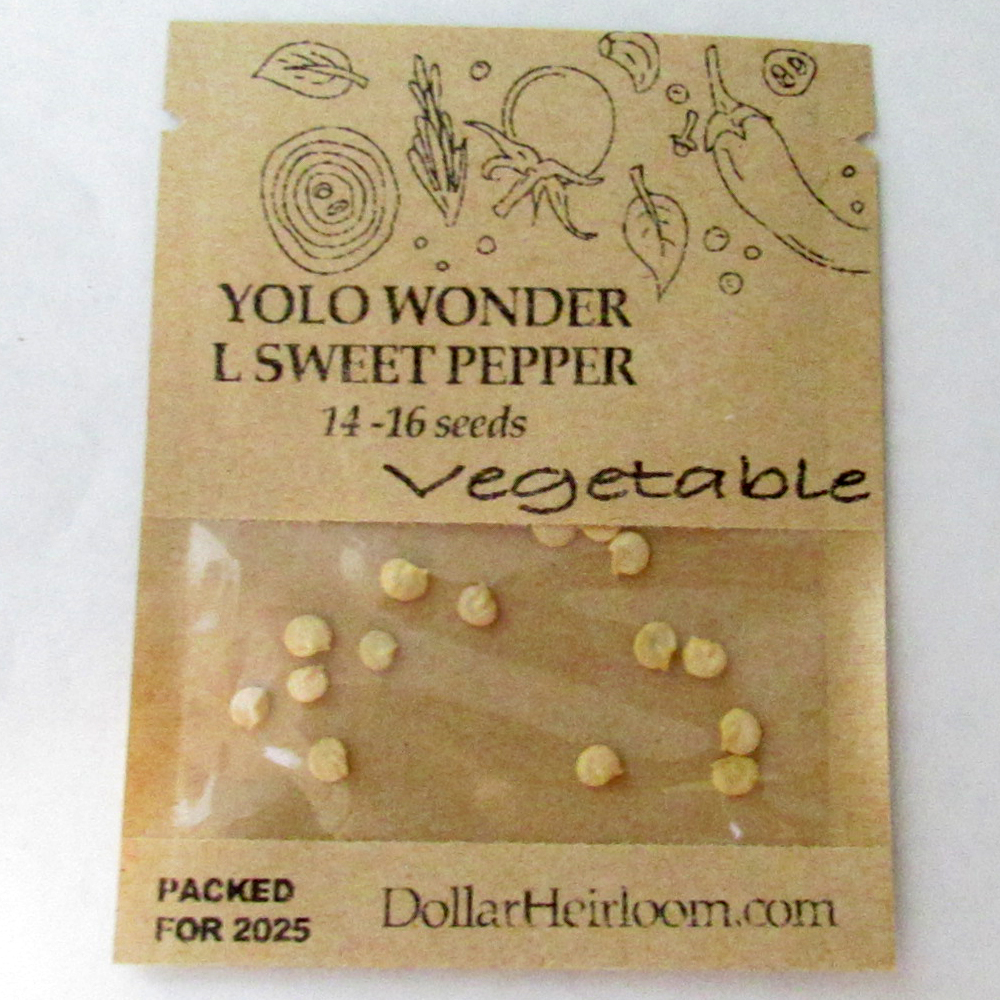 YOLO WONDER
L SWEET PEPPER
14 -16 seeds
vegetable
PACKED
FOR 2025
DollarHeirloom.com